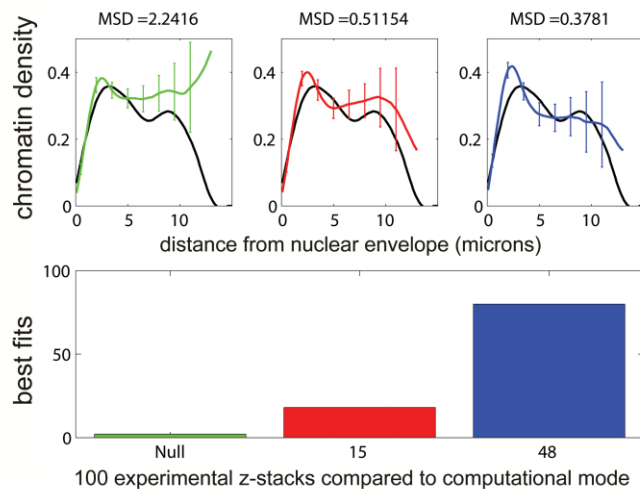 MSD =2.2416 MSD =0.51154 MSD =0.3781
chromatin density
0.4 0.4 0.4
0.2 0.2 0.2
0 0 0
0 5 10 0 5 10 0 5 10
distance from nuclear envelope (microns)
best fits
100
50
0
Null 15 48
100 experimental z-stacks compared to computational mode